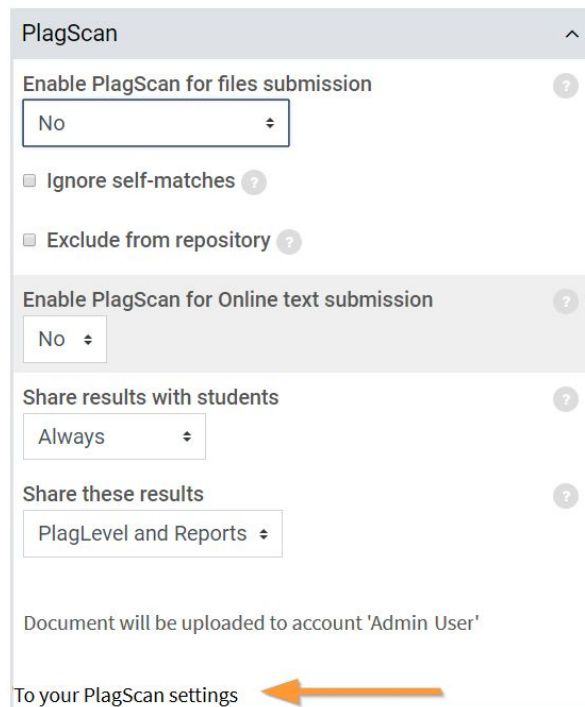 PlagScan
Enable PlagScan for files submission
?
No
Ignore self-matches ?
Exclude from repository ?
Enable PlagScan for Online text submission
?
No
Share results with students
?
Always
Share these results
?
PlagLevel and Reports
Document will be uploaded to account 'Admin User'
To your PlagScan settings